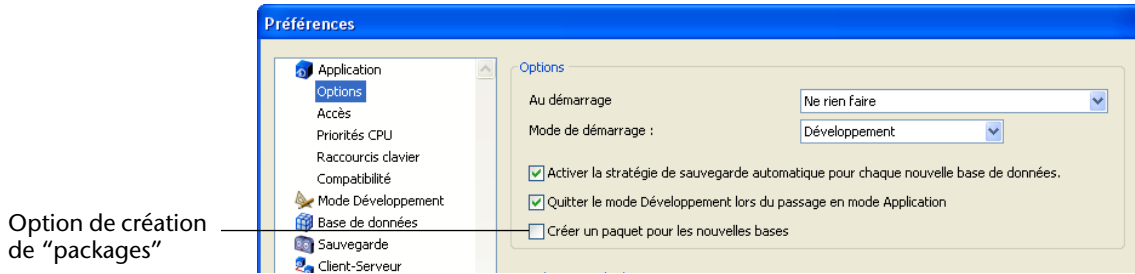 Préférences
Application
Options
Accès
Priorités CPU
Raccourcis clavier
Compatibilité
Mode Développement
Base de données
Sauvegarde
Client-Serveur
Options
Au démarrage
Ne rien faire
Mode de démarrage :
Développement
Activer la stratégie de sauvegarde automatique pour chaque nouvelle base de données.
Quitter le mode Développement lors du passage en mode Application
Créer un paquet pour les nouvelles bases
Option de création
de “packages”